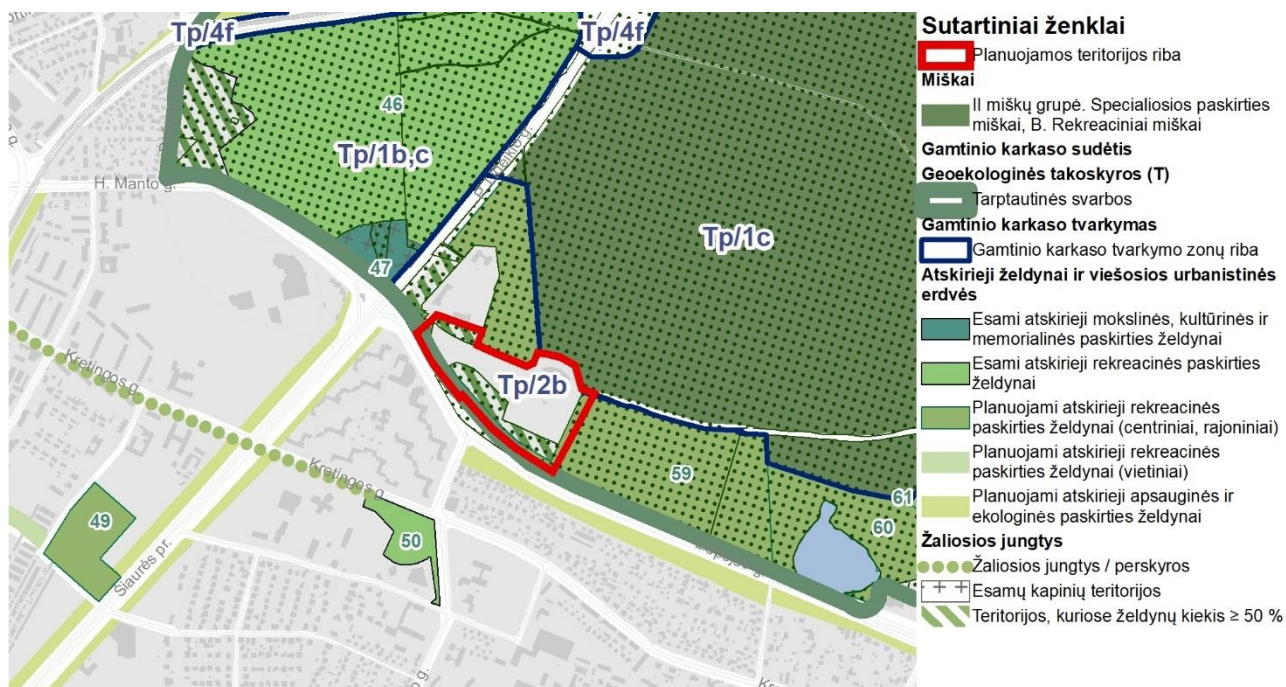 Tp/4f
Tp/4f
46
Tp/1b,c
H. Manto g.
Tp/1c
47
Kretingos g.
Tp/2b
59
61
60
Kretingos g.
49
50
Šiaurės pr.
Liepojos g.
Sutartiniai ženklai
Planuojamos teritorijos riba
Miškai
II miškų grupė. Specialiosios paskirties
miškai, B. Rekreaciniai miškai
Gamtinio karkaso sudėtis
Geoekologinės takoskyros (T)
Tarptautinės svarbos
Gamtinio karkaso tvarkymas
Gamtinio karkaso tvarkymo zonų riba
Atskirieji želdynai ir viešosios urbanistinės
erdvės
Esami atskirieji mokslinės, kultūrinės ir
memorialinės paskirties želdynai
Esami atskirieji rekreacinės paskirties
želdynai
Planuojami atskirieji rekreacinės
paskirties želdynai (centriniai, rajoniniai)
Planuojami atskirieji rekreacinės
paskirties želdynai (vietiniai)
Planuojami atskirieji apsauginės ir
ekologinės paskirties želdynai
Žaliosios jungtys
Žaliosios jungtys / perskyros
Esamų kapinių teritorijos
Teritorijos, kuriose želdynų kiekis ≥ 50 %